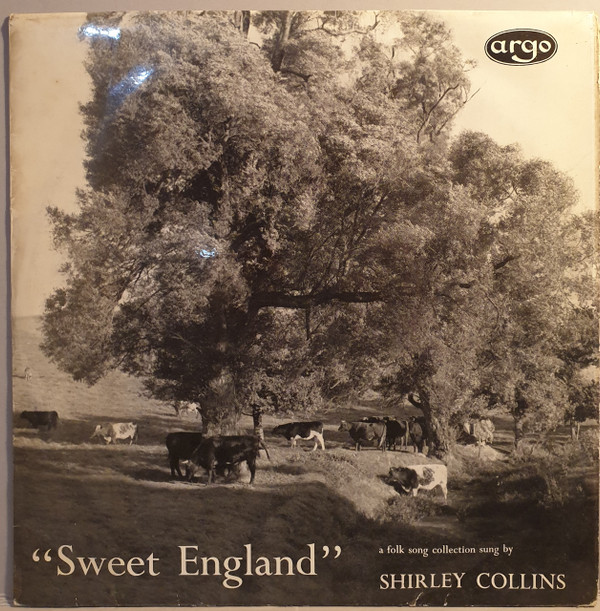 argo
“Sweet England”
a folk song collection sung by
SHIRLEY COLLINS